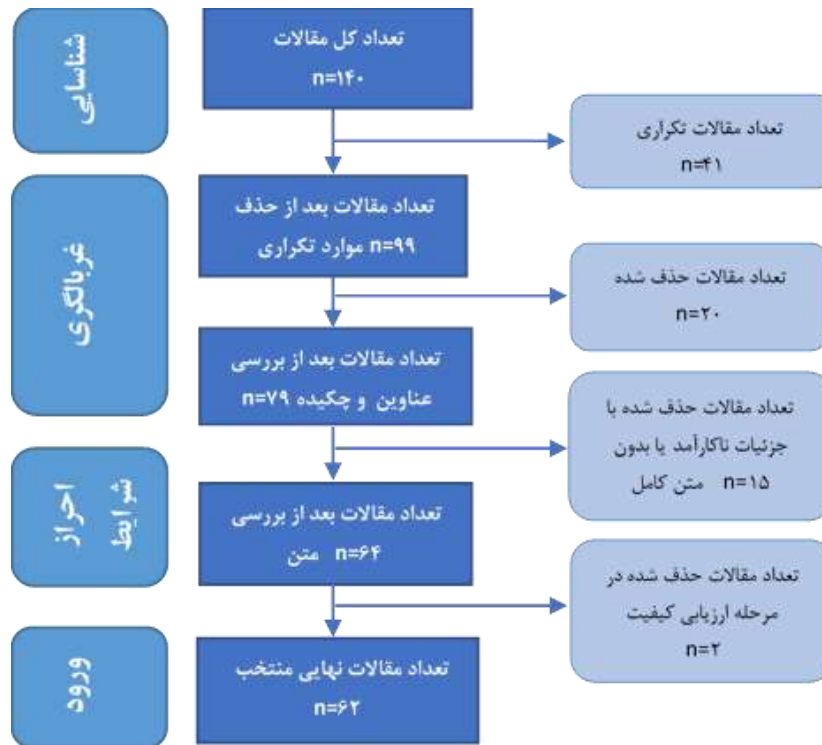 شناسایی
تعداد کل مقالات
n=۱۴۰
تعداد مقالات تکراری
n=۴۱
غربالگری
تعداد مقالات بعد از حذف
موارد تکراری n=۹۹
تعداد مقالات حذف شده
n=۲۰
تعداد مقالات بعد از بررسی
عناوین و چکیده n=۷۹
تعداد مقالات حذف شده با
جزئیات ناکارآمد یا بدون
متن کامل n=۱۵
احراز
شرایط
تعداد مقالات بعد از بررسی
متن n=۶۴
تعداد مقالات حذف شده در
مرحله ارزیابی کیفیت
n=۲
ورود
تعداد مقالات نهایی منتخب
n=۶۲